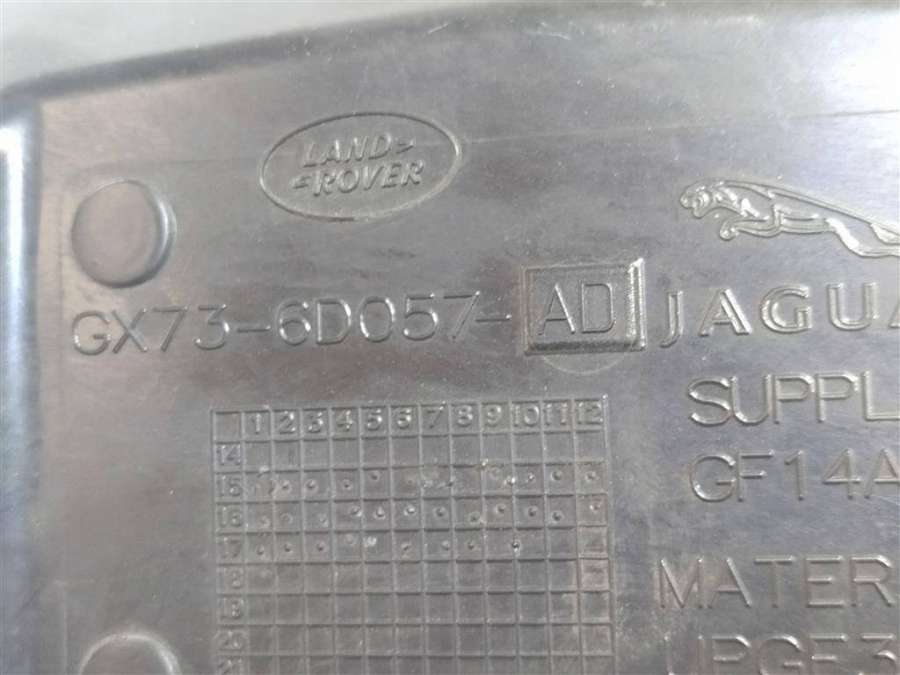 LAND
ROVER
GX73-6D057-AD
JAGUA
SUPPL
GF14A
1 2 3 4 5 6 7 8 9 10 11 12
14
15
16
17
18
19
20
21
MATER